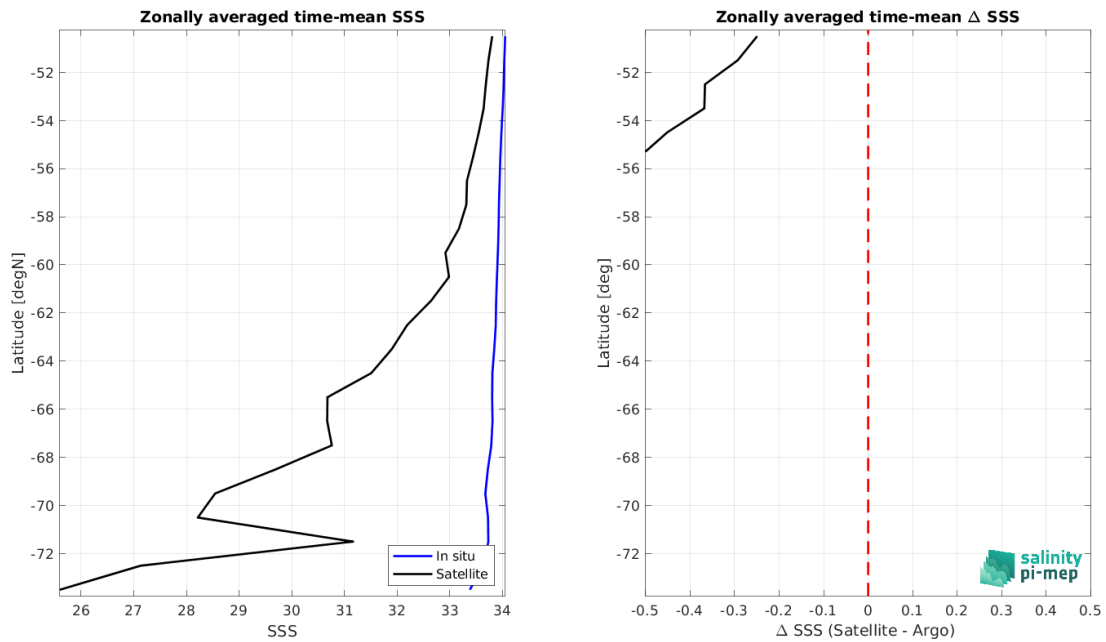 Zonally averaged time-mean SSS
-52
-54
-56
-58
-60
-62
-64
-66
-68
-70
-72
Latitude [degN]
26 27 28 29 30 31 32 33 34
SSS
In situ
Satellite
Zonally averaged time-mean Δ SSS
-52
-54
-56
-58
-60
-62
-64
-66
-68
-70
-72
Latitude [deg]
-0.5 -0.4 -0.3 -0.2 -0.1 0 0.1 0.2 0.3 0.4 0.5
Δ SSS (Satellite - Argo)
salinity
pi-mep